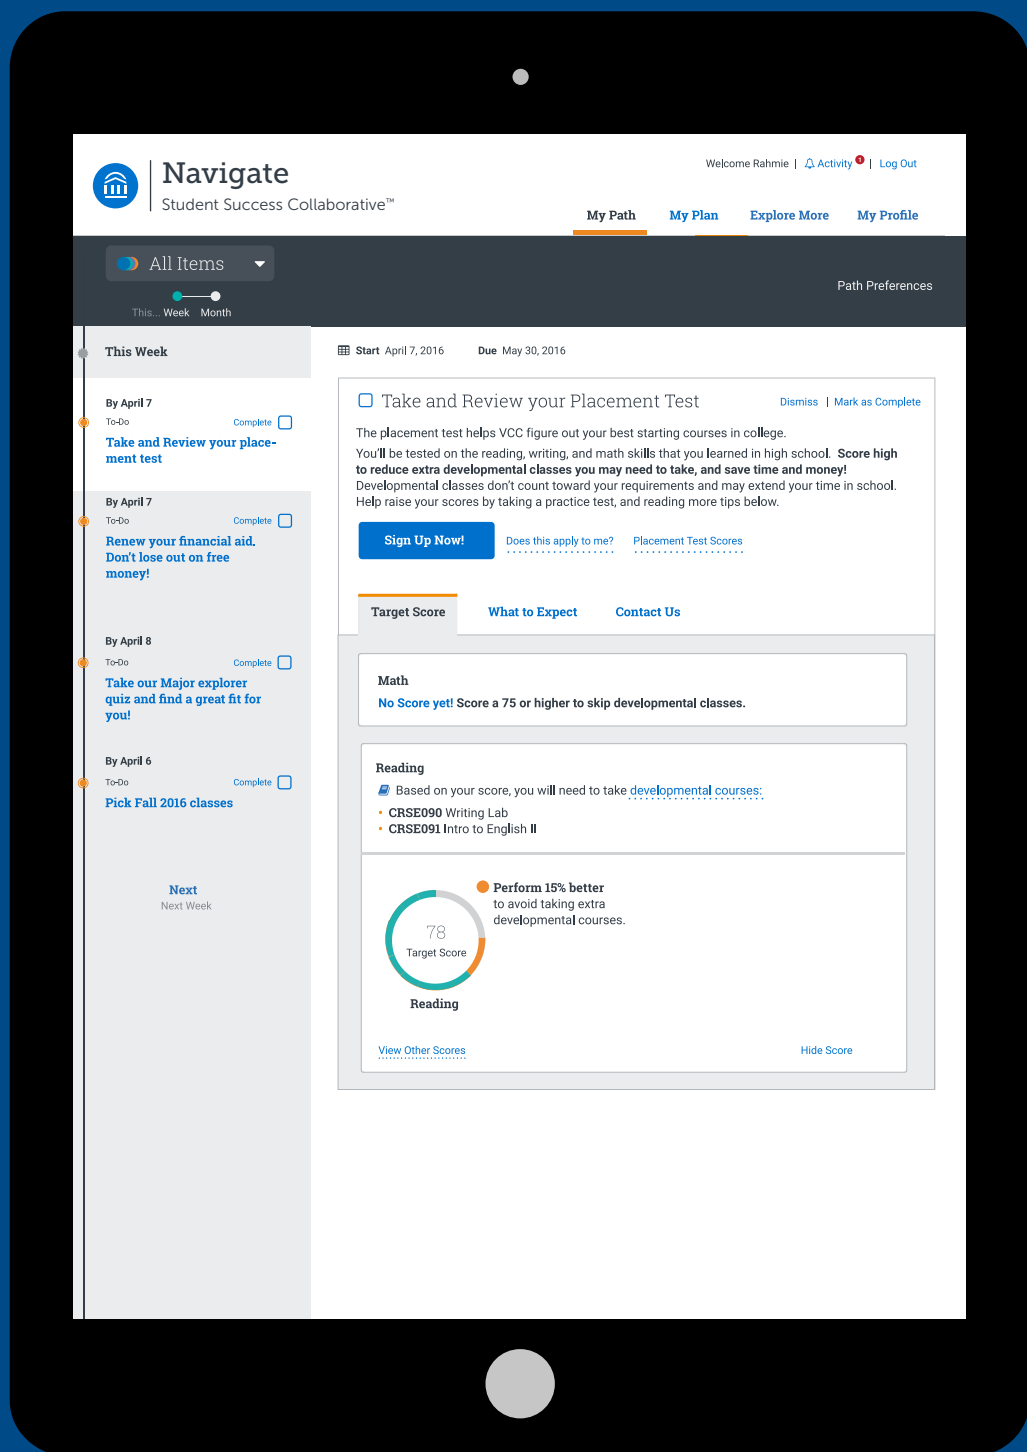 Navigate
Student Success Collaborative™
Welcome Rahmie | Activity 1 | Log Out
My Path My Plan Explore More My Profile
All Items
This... Week Month
Path Preferences
This Week
By April 7
To-Do Complete
Take and Review your place-
ment test
By April 7
To-Do Complete
Renew your financial aid.
Don't lose out on free
money!
By April 8
To-Do Complete
Take our Major explorer
quiz and find a great fit for
you!
By April 6
To-Do Complete
Pick Fall 2016 classes
Next
Next Week
Start April 7, 2016 Due May 30, 2016
Take and Review your Placement Test
Dismiss | Mark as Complete
The placement test helps VCC figure out your best starting courses in college.
You'll be tested on the reading, writing, and math skills that you learned in high school. Score high
to reduce extra developmental classes you may need to take, and save time and money!
Developmental classes don't count toward your requirements and may extend your time in school.
Help raise your scores by taking a practice test, and reading more tips below.
Sign Up Now! Does this apply to me? Placement Test Scores
Target Score What to Expect Contact Us
Math
No Score yet! Score a 75 or higher to skip developmental classes.
Reading
Based on your score, you will need to take developmental courses:
• CRSE090 Writing Lab
• CRSE091 Intro to English II
Perform 15% better
to avoid taking extra
developmental courses.
78
Target Score
Reading
View Other Scores Hide Score